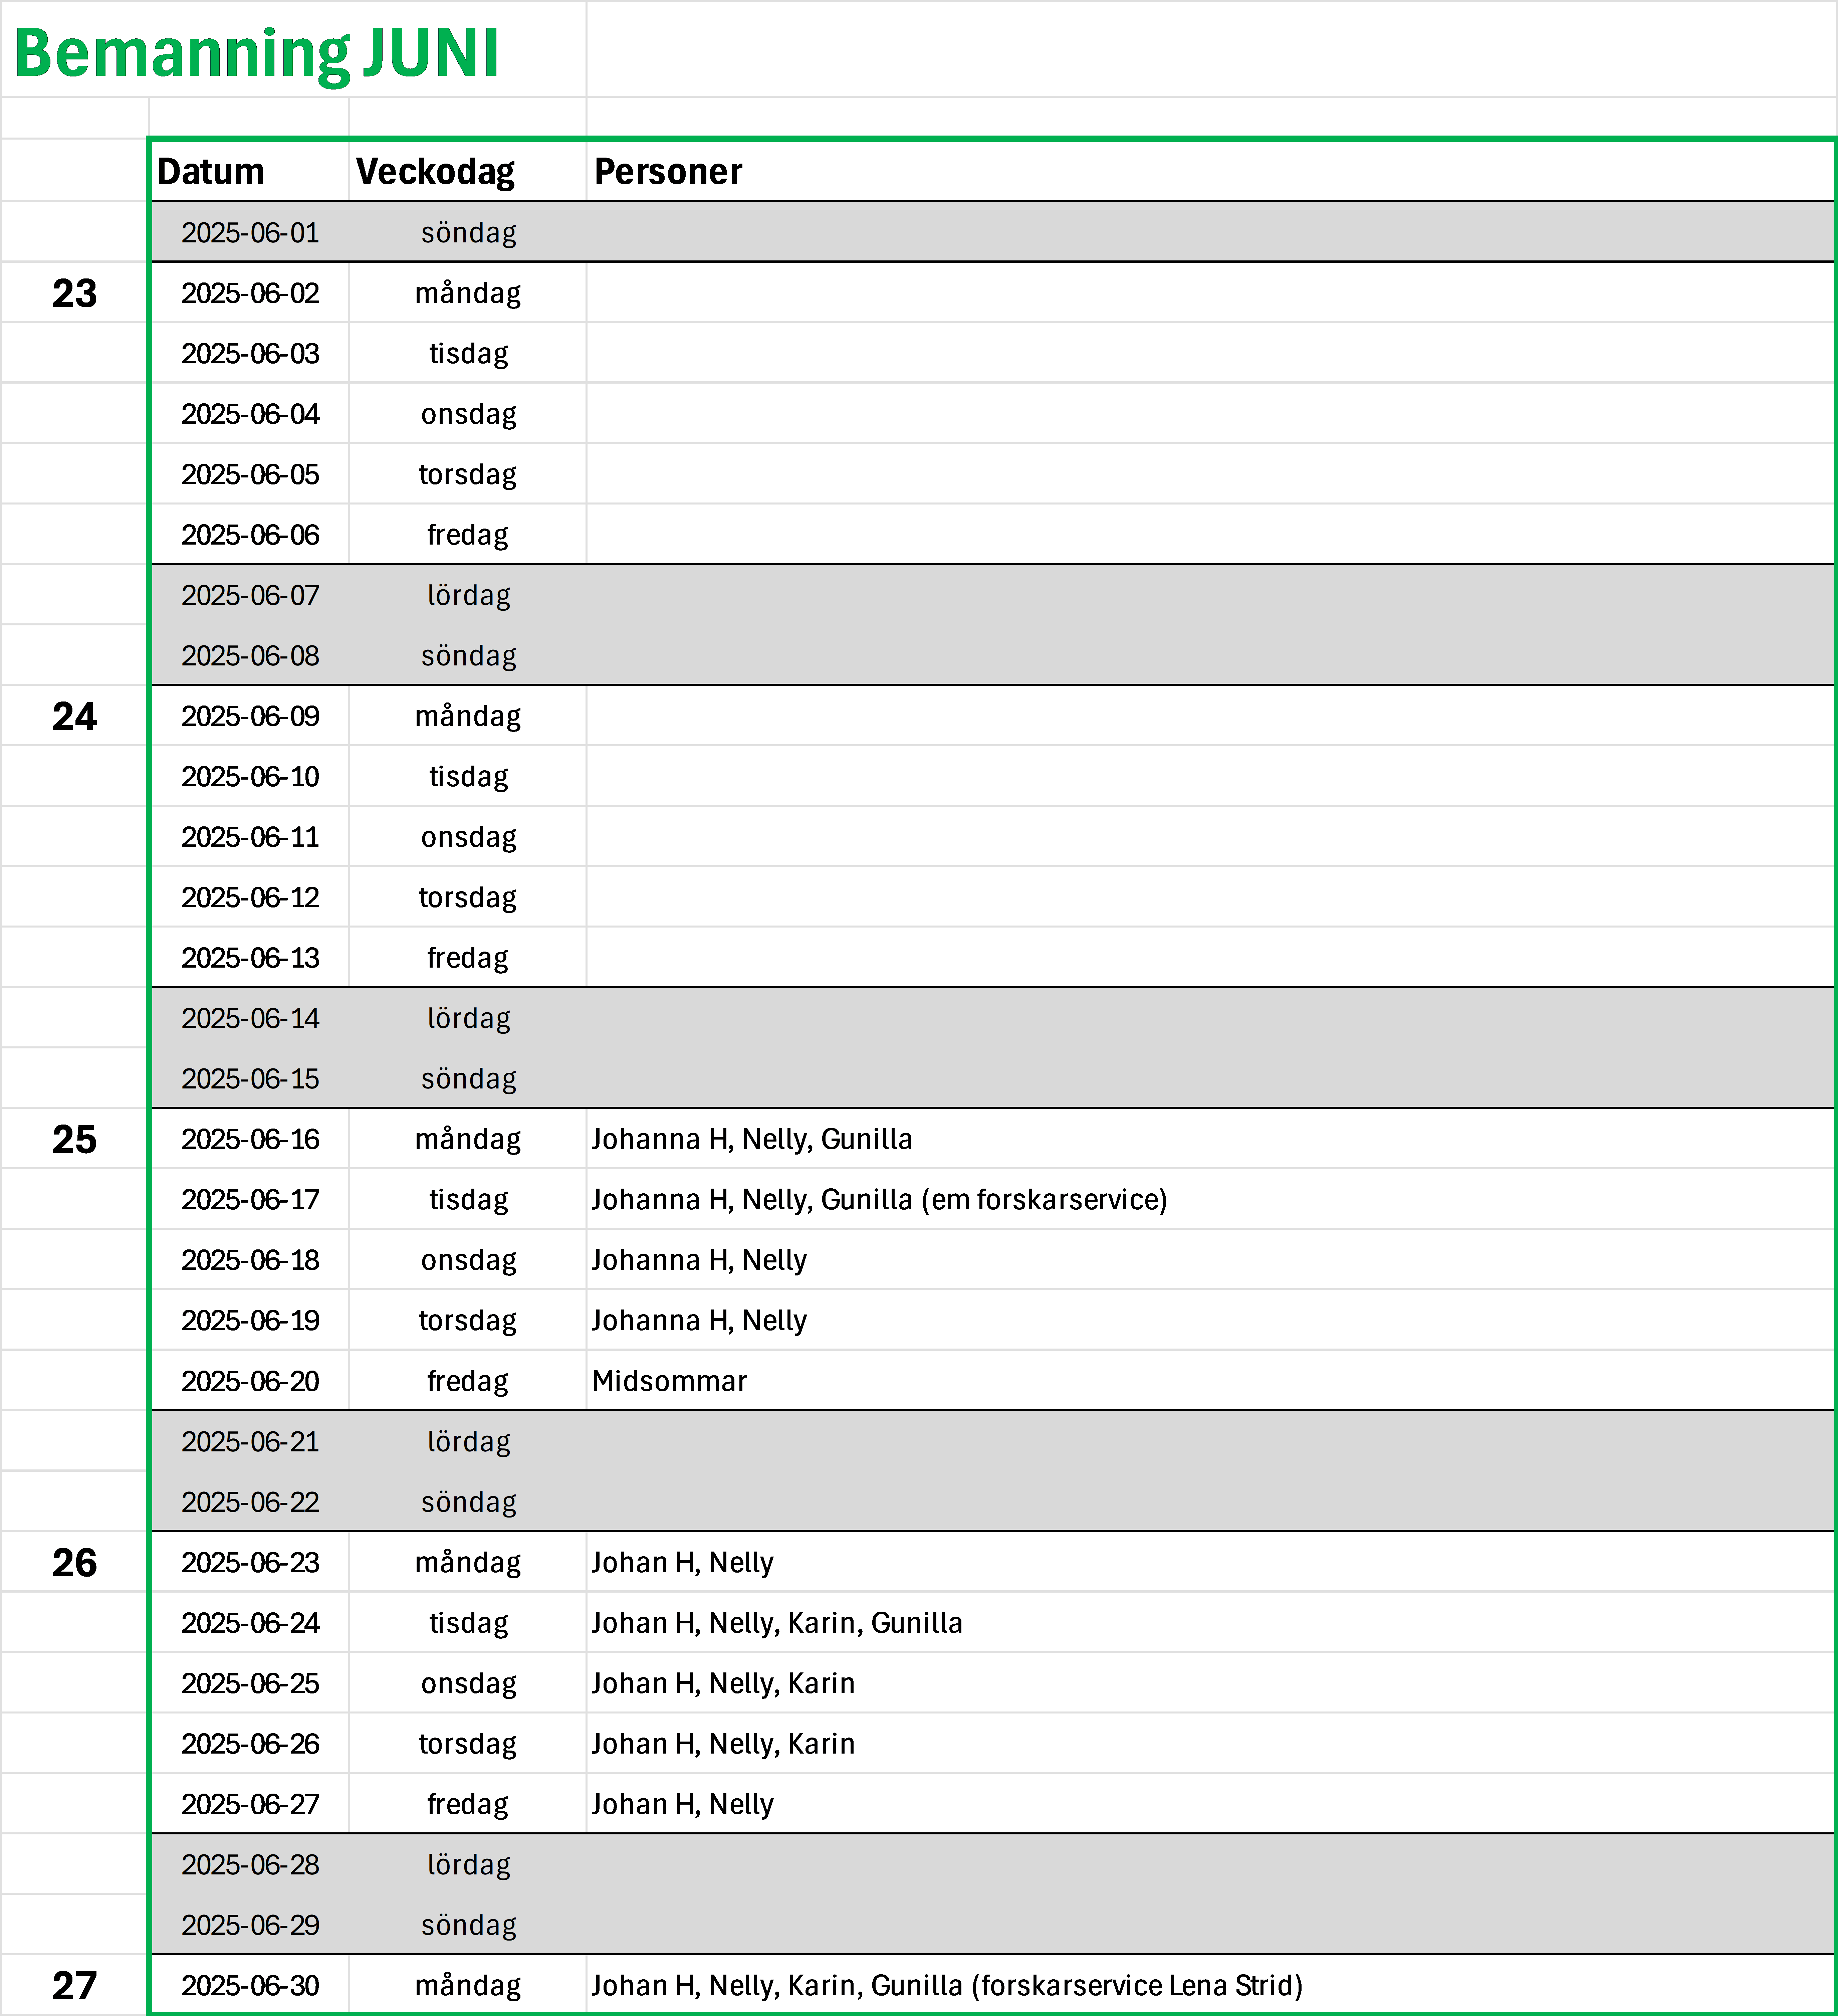 Bemanning JUNI
Datum Veckodag Personer
2025-06-01 söndag
23 2025-06-02 måndag
2025-06-03 tisdag
2025-06-04 onsdag
2025-06-05 torsdag
2025-06-06 fredag
2025-06-07 lördag
2025-06-08 söndag
24 2025-06-09 måndag
2025-06-10 tisdag
2025-06-11 onsdag
2025-06-12 torsdag
2025-06-13 fredag
2025-06-14 lördag
2025-06-15 söndag
25 2025-06-16 måndag Johanna H, Nelly, Gunilla
2025-06-17 tisdag Johanna H, Nelly, Gunilla (em forskarservice)
2025-06-18 onsdag Johanna H, Nelly
2025-06-19 torsdag Johanna H, Nelly
2025-06-20 fredag Midsommar
2025-06-21 lördag
2025-06-22 söndag
26 2025-06-23 måndag Johan H, Nelly
2025-06-24 tisdag Johan H, Nelly, Karin, Gunilla
2025-06-25 onsdag Johan H, Nelly, Karin
2025-06-26 torsdag Johan H, Nelly, Karin
2025-06-27 fredag Johan H, Nelly
2025-06-28 lördag
2025-06-29 söndag
27 2025-06-30 måndag Johan H, Nelly, Karin, Gunilla (forskarservice Lena Strid)